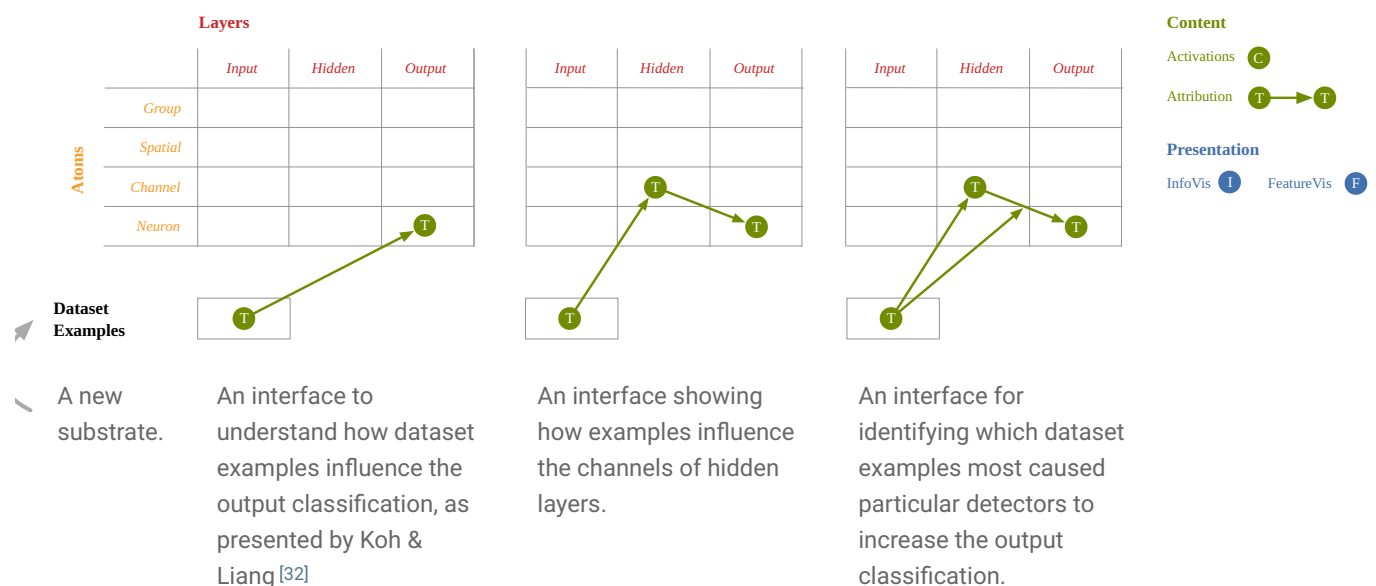 Layers
Input Hidden Output
Input Hidden Output
Input Hidden Output
Atoms
Group
Spatial
Channel
T
T
Neuron
T
T
T
Dataset
Examples
T
T
T
Content
Activations C
Attribution T T
Presentation
InfoVis I FeatureVis F
A new
substrate.
An interface to
understand how dataset
examples influence the
output classification, as
presented by Koh &
Liang [32]
An interface showing
how examples influence
the channels of hidden
layers.
An interface for
identifying which dataset
examples most caused
particular detectors to
increase the output
classification.